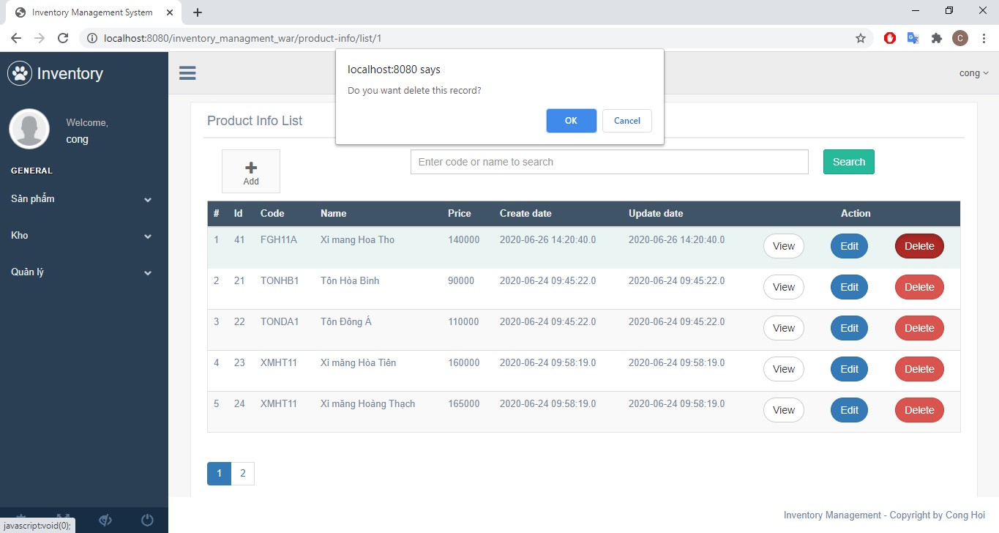 Inventory Management System
localhost:8080/inventory_managment_war/product-info/list/1
C
Inventory
cong
localhost:8080 says
Do you want delete this record?
OK Cancel
Welcome,
cong
GENERAL
Sản phẩm
Kho
Quản lý
Product Info List
Add
Enter code or name to search
Search
# Id Code Name Price Create date Update date Action
1 41 FGH11A Xi mang Hoa Tho 140000 2020-06-26 14:20:40.0 2020-06-26 14:20:40.0 View Edit Delete
2 21 TONHB1 Tôn Hòa Bình 90000 2020-06-24 09:45:22.0 2020-06-24 09:45:22.0 View Edit Delete
3 22 TONDA1 Tôn Đông Á 110000 2020-06-24 09:45:22.0 2020-06-24 09:45:22.0 View Edit Delete
4 23 XMHT11 Xi măng Hòa Tiên 160000 2020-06-24 09:58:19.0 2020-06-24 09:58:19.0 View Edit Delete
5 24 XMHT11 Xi măng Hoàng Thạch 165000 2020-06-24 09:58:19.0 2020-06-24 09:58:19.0 View Edit Delete
1 2
Inventory Management - Copyright by Cong Hoi
javascript:void(0);